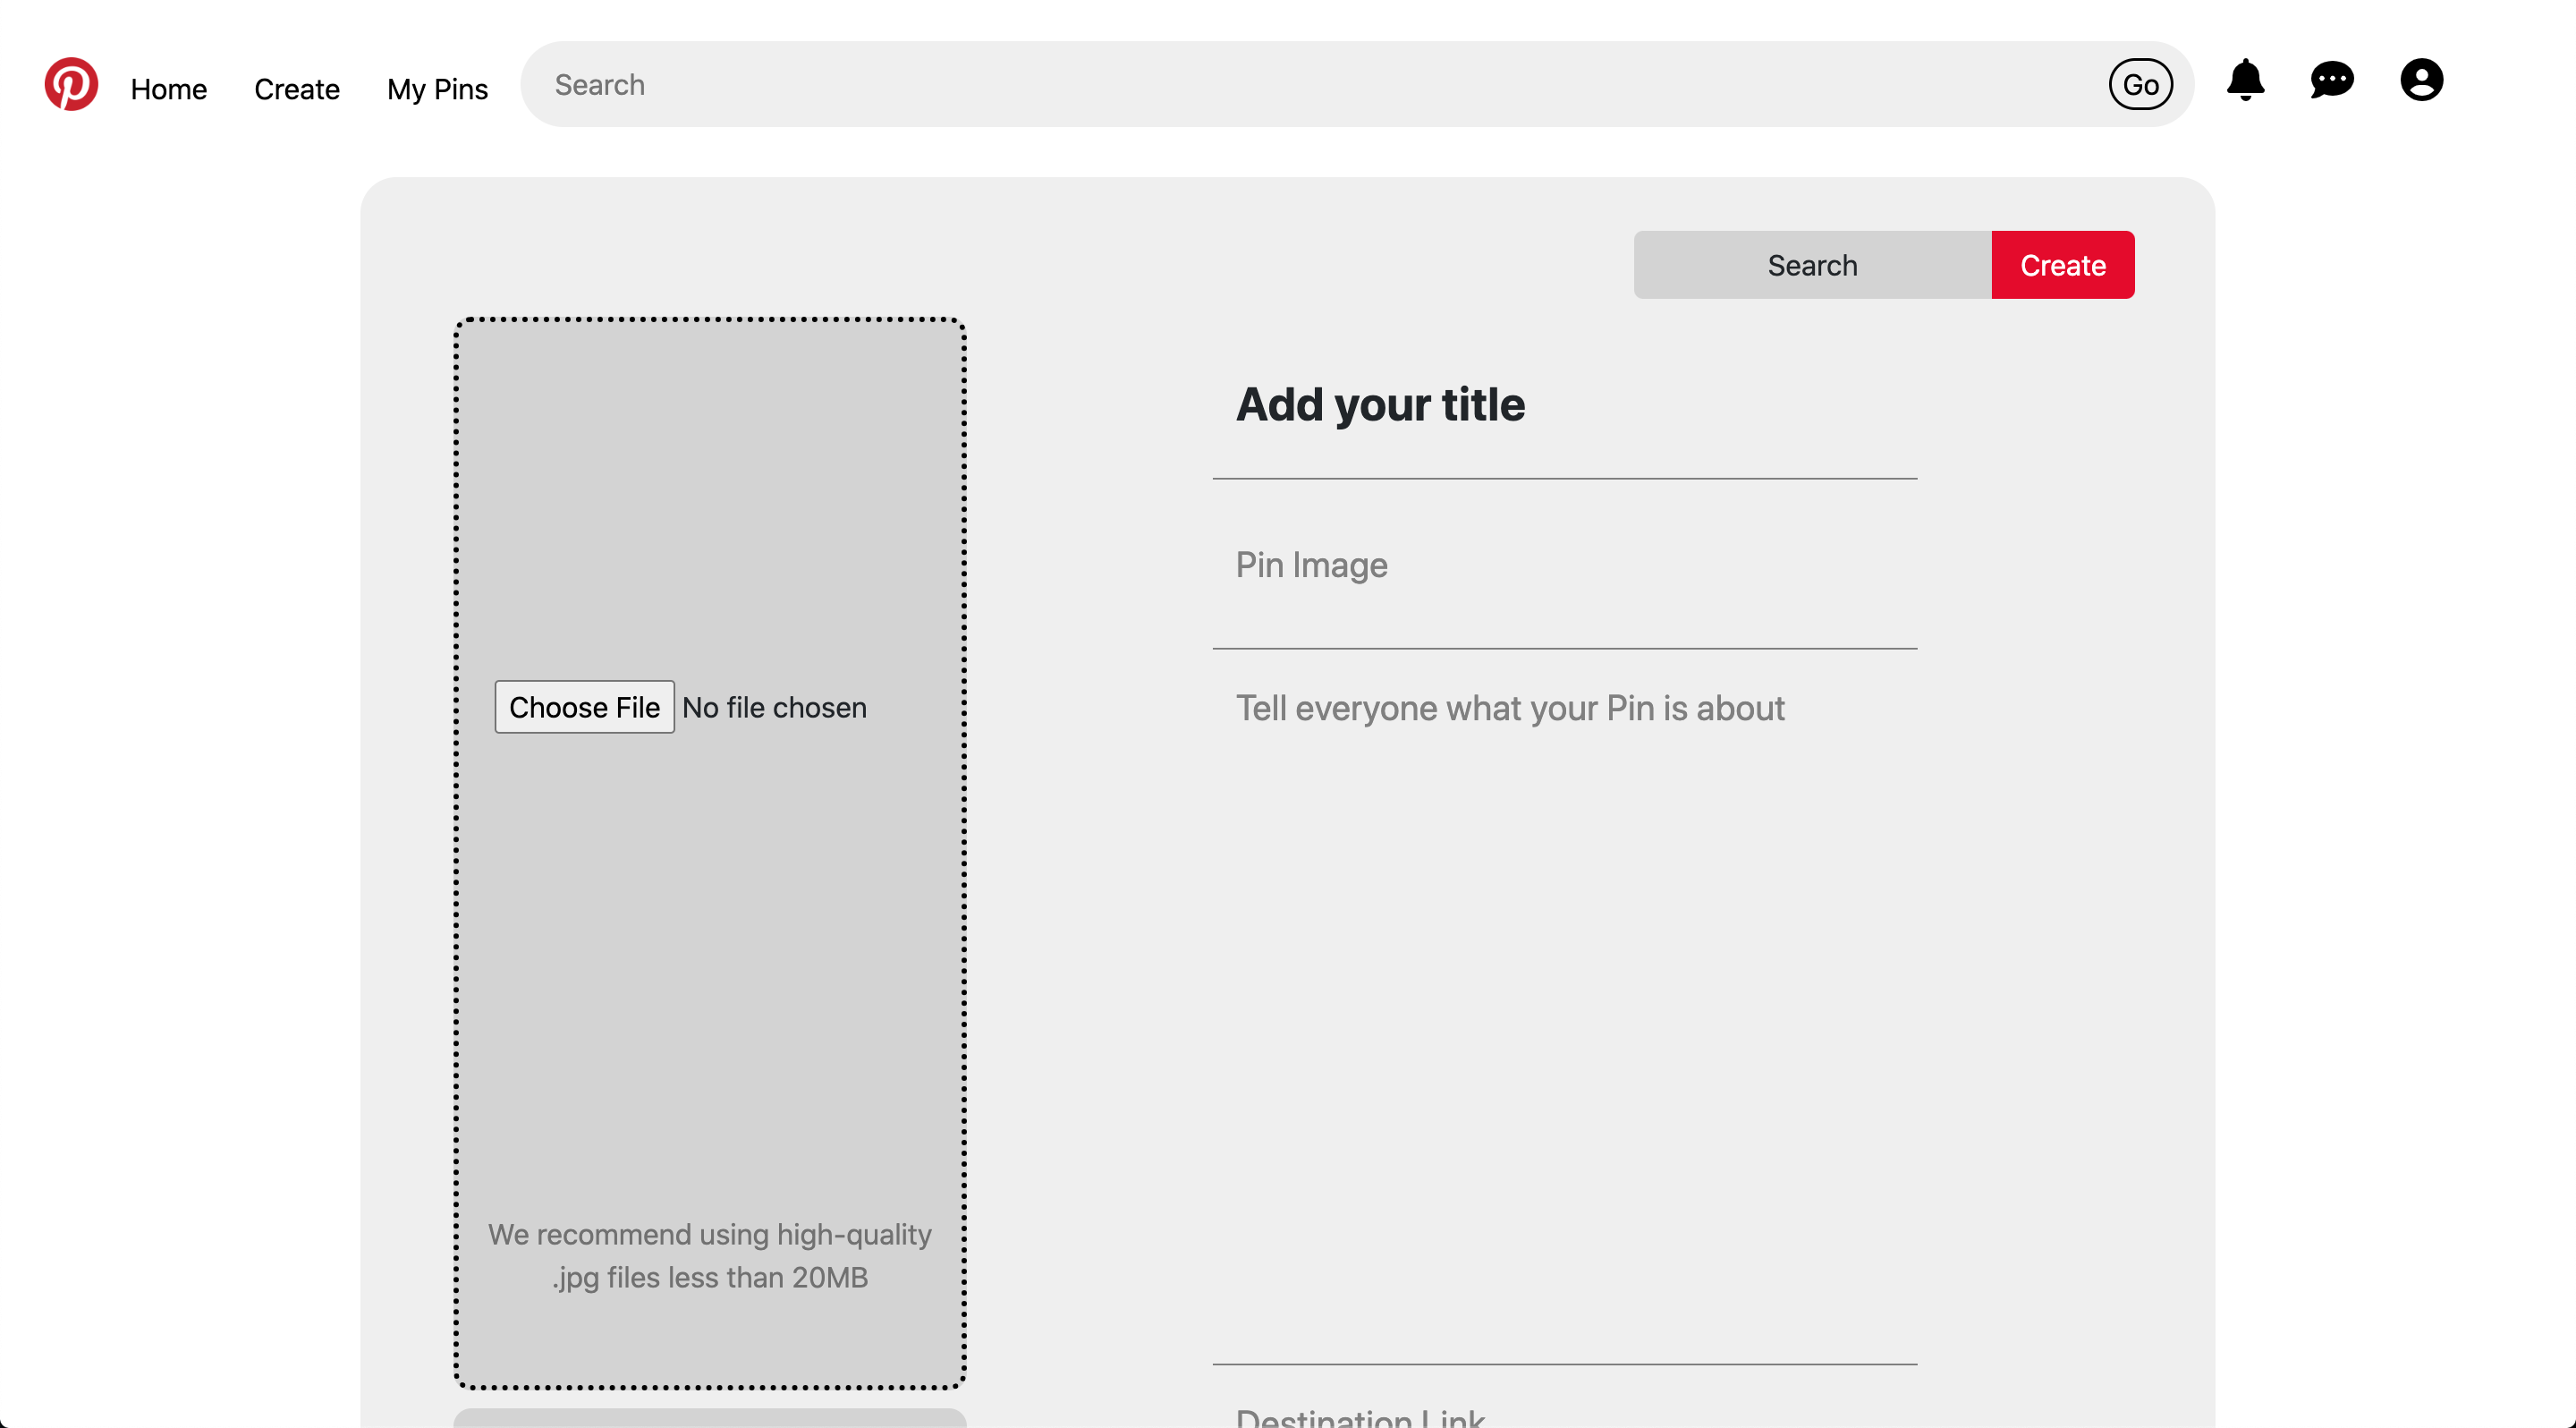 Home
Create
My Pins
Search
Go
Search
Create
Add your title
Pin Image
Choose File No file chosen
Tell everyone what your Pin is about
We recommend using high-quality
.jpg files less than 20MB
Destination Link